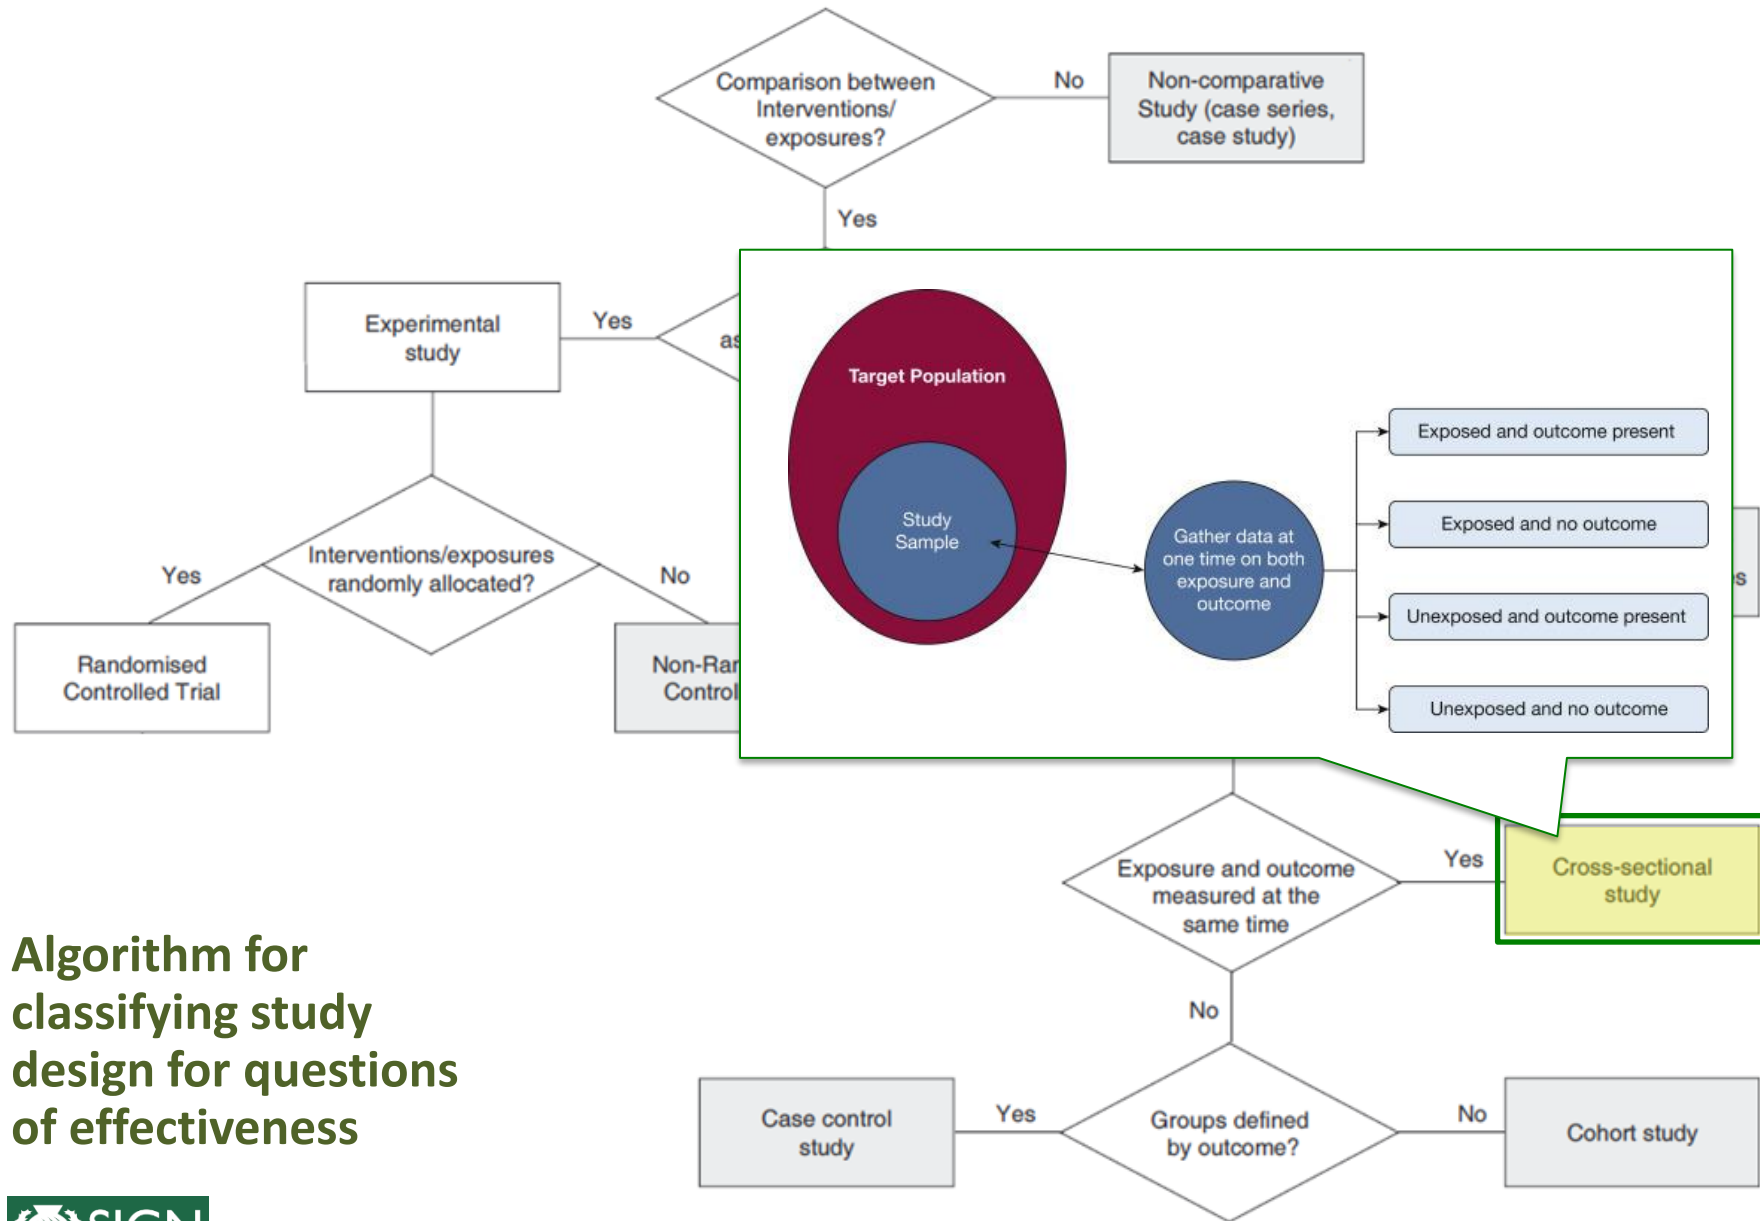 Comparison between
Interventions/
exposures?
No
Non-comparative
Study (case series,
case study)
Yes
Experimental
study
Yes
Target Population
Study
Sample
Gather data at
one time on both
exposure and
outcome
Exposed and outcome present
Exposed and no outcome
Unexposed and outcome present
Unexposed and no outcome
Interventions/exposures
randomly allocated?
Yes
No
Randomised
Controlled Trial
Exposure and outcome
measured at the
same time
Yes
Cross-sectional
study
No
Algorithm for
classifying study
design for questions
of effectiveness
Case control
study
Yes
Groups defined
by outcome?
No
Cohort study
SIGN